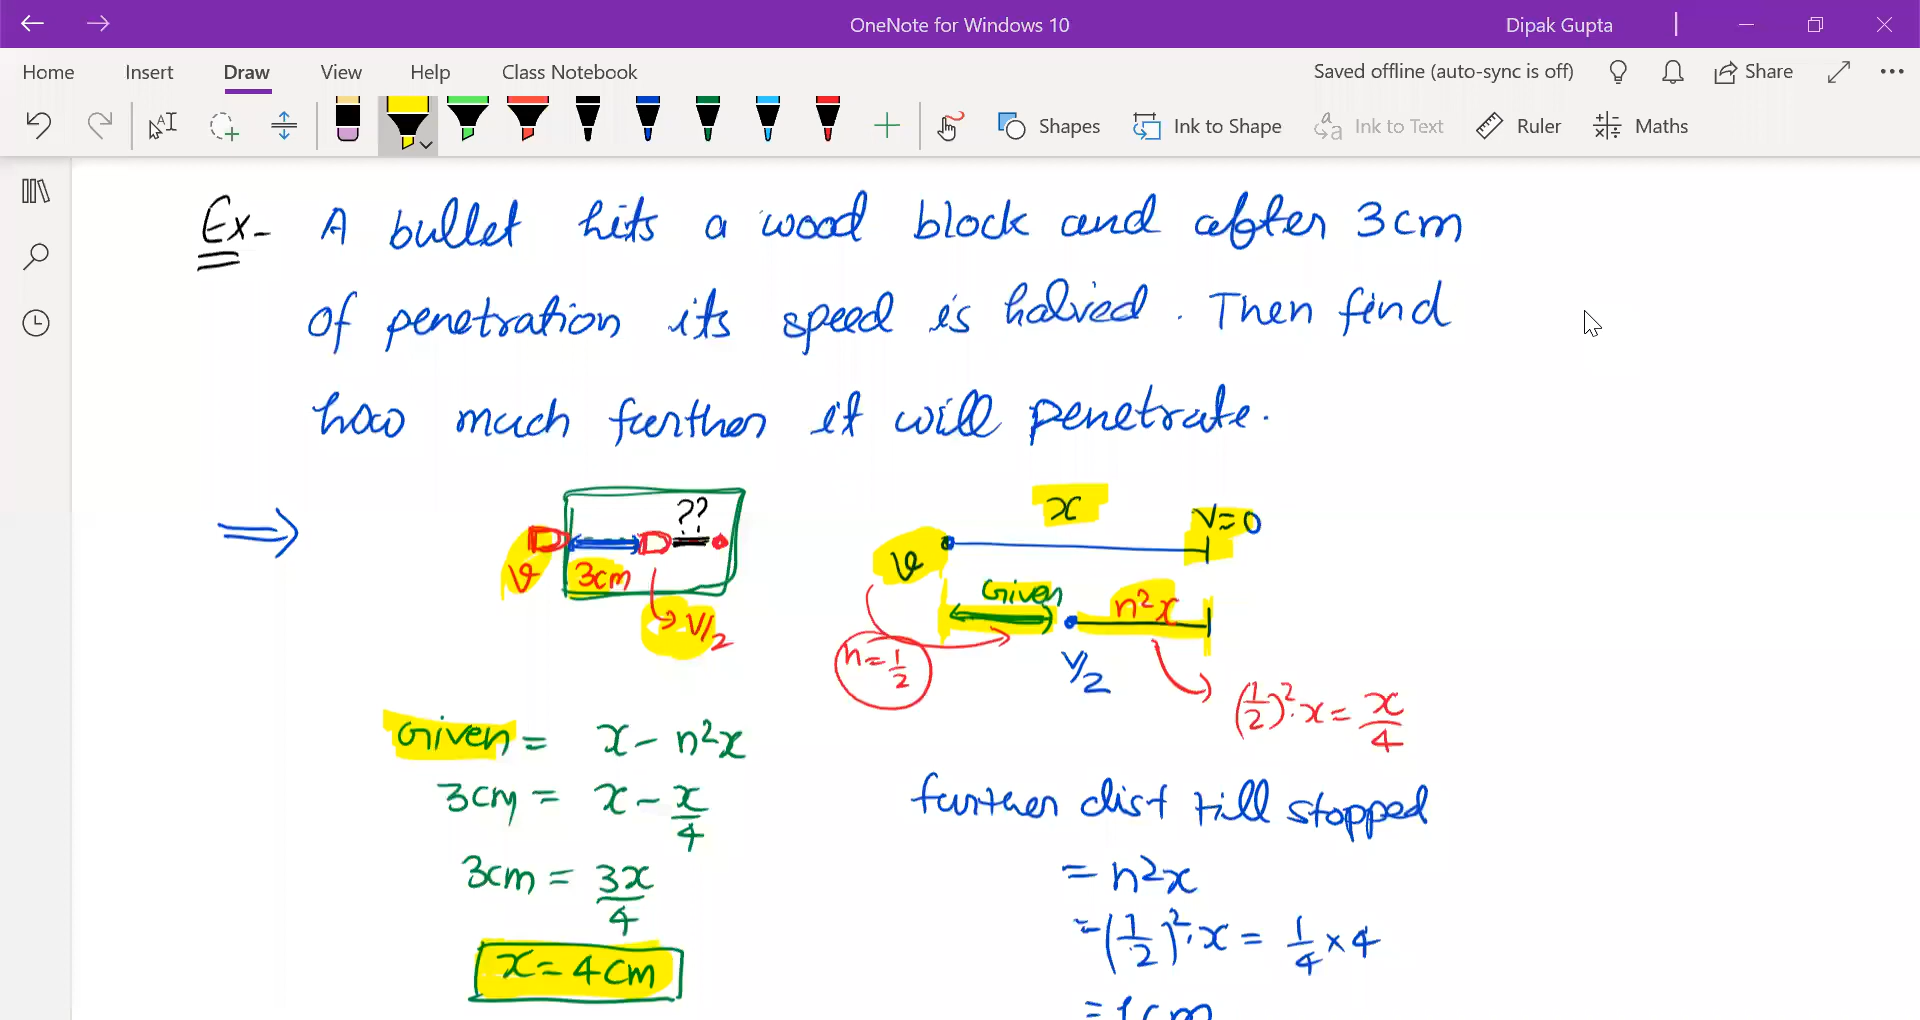 OneNote for Windows 10
Dipak Gupta
Home Insert Draw View Help Class Notebook
Saved offline (auto-sync is off) Share
Shapes Ink to Shape Ink to Text Ruler Maths
Ex- A bullet hits a wood block and after 3cm
of penetration its speed is halved. Then find
how much further it will penetrate.
⇒
??
v 3cm
V/2
x
v V=0
Given n²x
n=1/2
V/2
(1/2)²·x = x/4
Given = x - n²x
3cm = x - x/4
3cm = 3x/4
x = 4cm
further dist till stopped
= n²x
= (1/2)²·x = 1/4 × 4
= 1cm